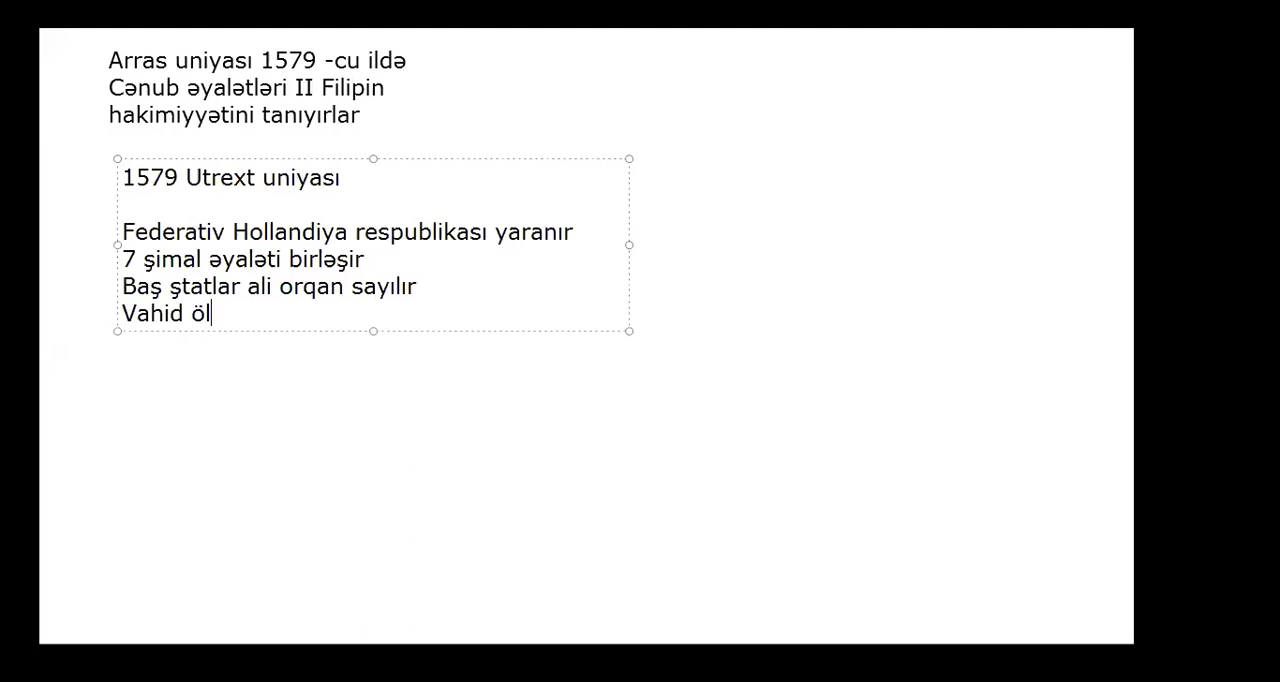 Arras uniyası 1579 -cu ildə
Cənub əyalətləri II Filipin
hakimiyyətini tanıyırlar
1579 Utrext uniyası
Federativ Hollandiya respublikası yaranır
7 şimal əyaləti birləşir
Baş ştatlar ali orqan sayılır
Vahid öl